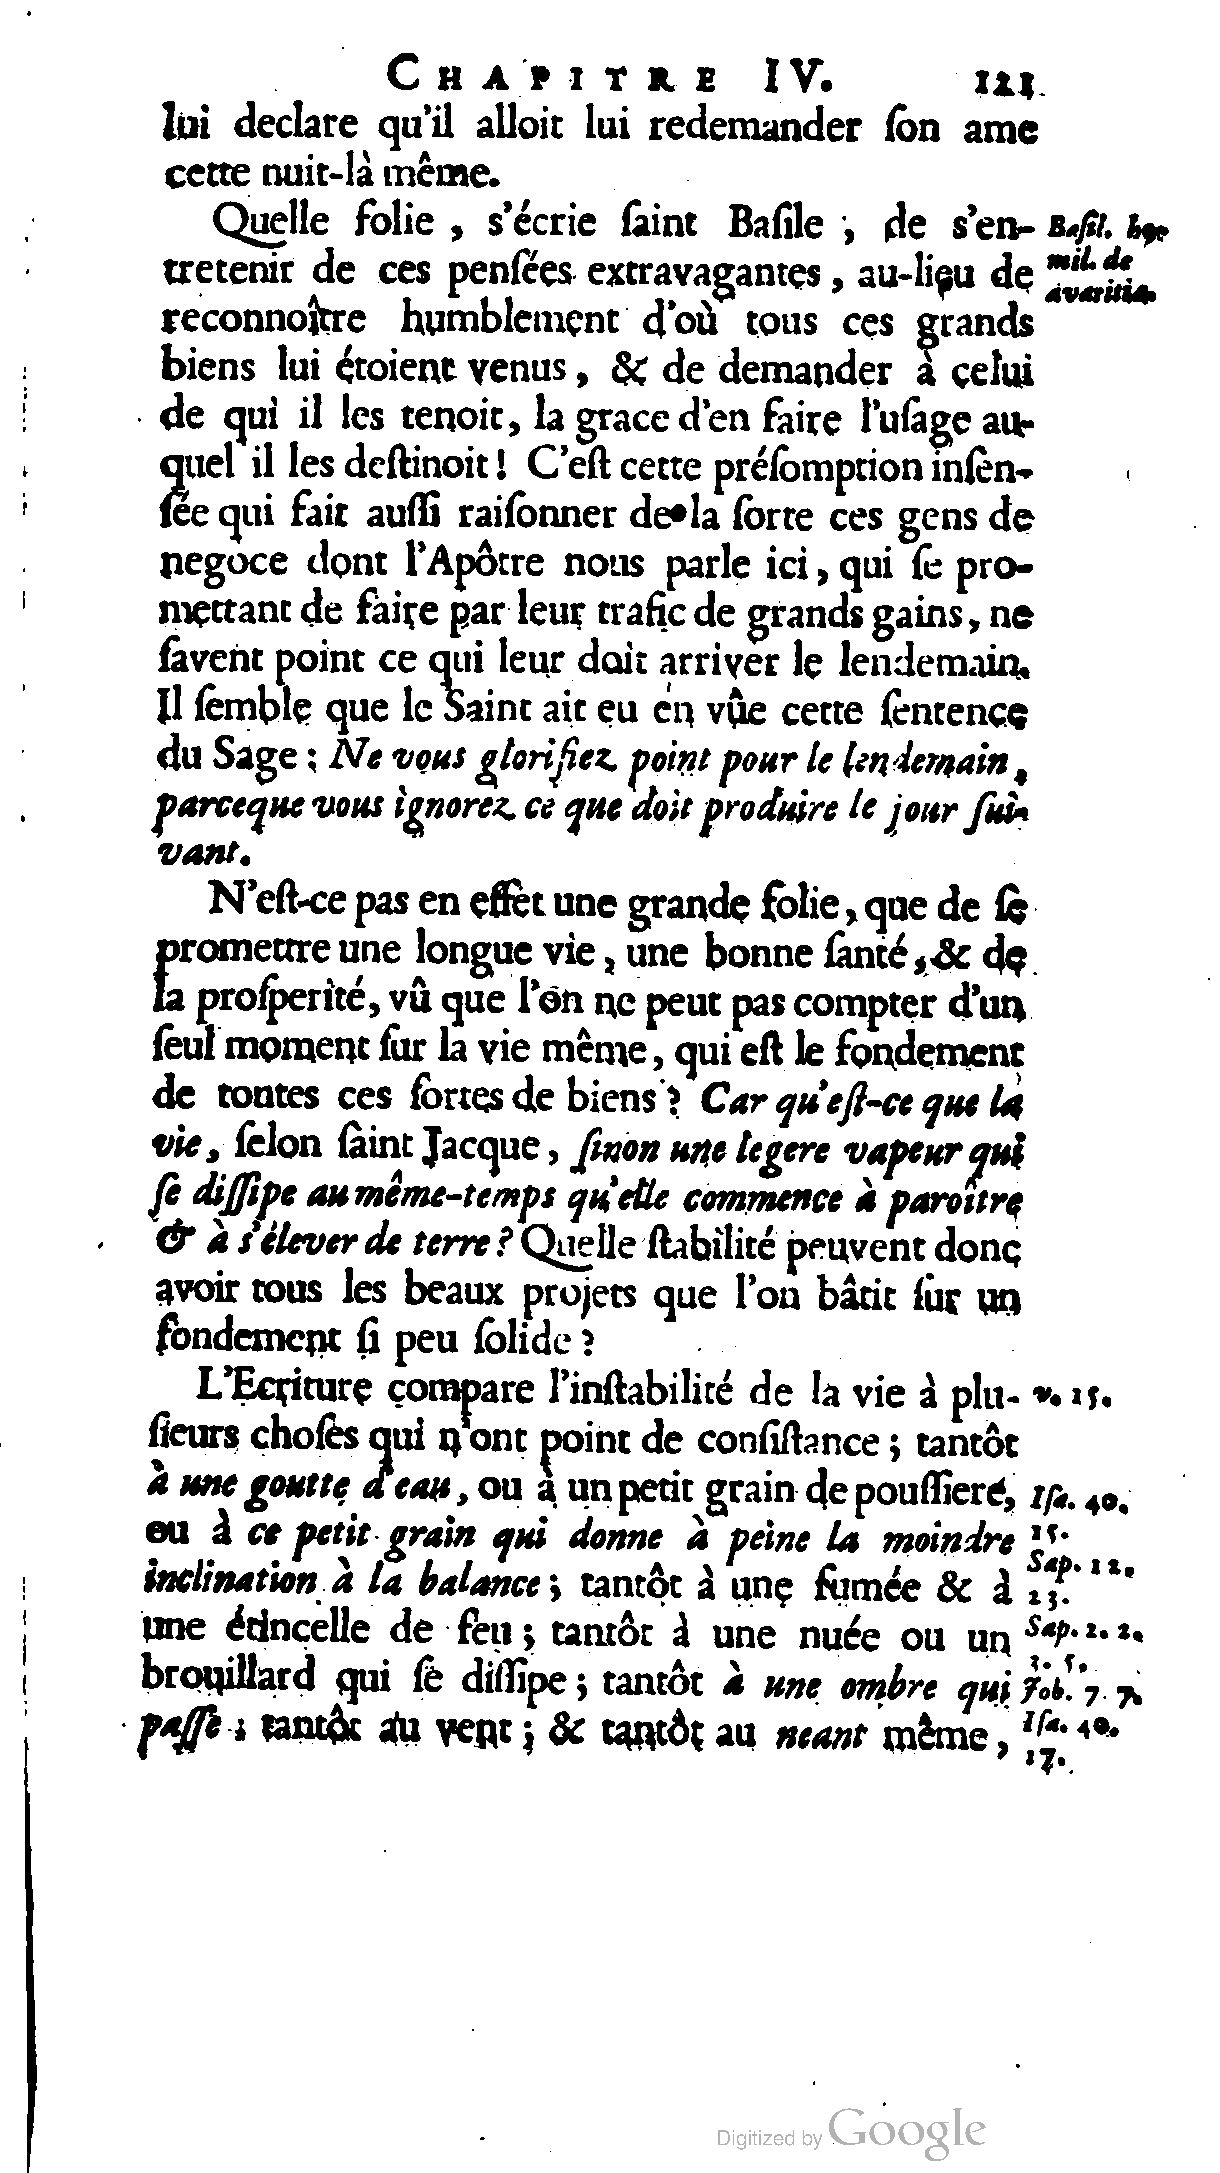 CHAPITRE IV. 121
lui declare qu'il alloit lui redemander ſon ame
cette nuit-là même.
Quelle folie, s'écrie ſaint Baſile ; de s'en-
tretenir de ces penſées extravagantes, au-lieu de
reconnoître humblement d'où tous ces grands
biens lui étoient venus, & de demander à celui
de qui il les tenoit, la grace d'en faire l'uſage au-
quel il les deſtinoit! C'eſt cette préſomption inſen-
ſée qui fait auſſi raiſonner de la ſorte ces gens de
negoce dont l'Apôtre nous parle ici, qui ſe pro-
mettant de faire par leur trafic de grands gains, ne
ſavent point ce qui leur doit arriver le lendemain.
Il ſemble que le Saint ait eu en vûe cette ſentence
du Sage ; Ne vous glorifiez point pour le lendemain,
parceque vous ignorez ce que doit produire le jour ſui-
vant.
N'eſt-ce pas en effet une grande folie, que de ſe
promettre une longue vie, une bonne ſanté, & de
la proſperité, vû que l'on ne peut pas compter d'un
ſeul moment ſur la vie même, qui eſt le fondement
de toutes ces ſortes de biens ? Car qu'eſt-ce que la
vie, ſelon ſaint Jacque, ſinon une legere vapeur qui
ſe diſſipe au même-temps qu'elle commence à paroître
& à s'élever de terre ? Quelle ſtabilité peuvent donc
avoir tous les beaux projets que l'on bâtit ſur un
fondement ſi peu ſolide ?
L'Ecriture compare l'inſtabilité de la vie à plu-
ſieurs choſes qui n'ont point de conſiſtance ; tantôt
à une goutte d'eau, ou à un petit grain de pouſſiere,
ou à ce petit grain qui donne à peine la moindre
inclination à la balance ; tantôt à une fumée & à
une étincelle de feu ; tantôt à une nuée ou un
brouillard qui ſe diſſipe ; tantôt à une ombre qui
paſſe ; tantôt au vent ; & tantôt au neant même,
Baſil. ho-
mil. de
avaritia.
v. 15.
Iſa. 40.
15.
Sap. 12.
23.
Sap. 2. 2.
3. 5.
Job. 7. 7.
Iſa. 40.
17.
Digitized by Google